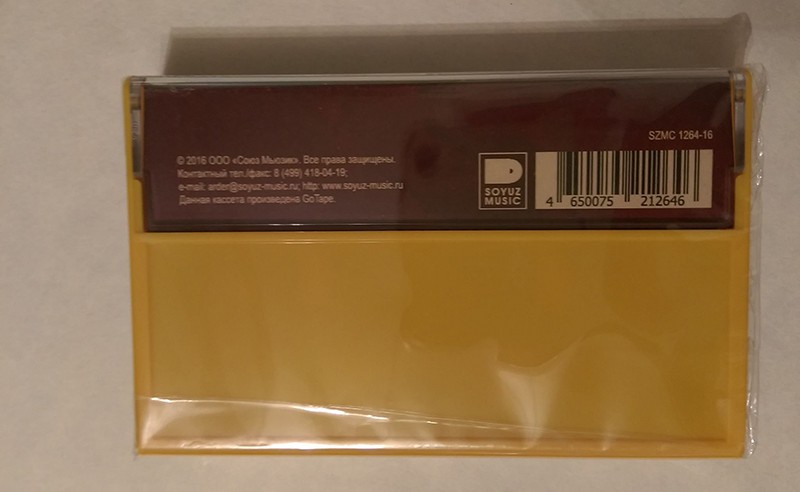 SZMC 1264-16
© 2016 ООО «Союз Мьюзик». Все права защищены.
Контактный тел./факс: 8 (499) 418-04-19;
e-mail: arder@soyuz-music.ru; http: www.soyuz-music.ru
Данная кассета произведена GoTape.
SOYUZ
MUSIC
4 650075 212646